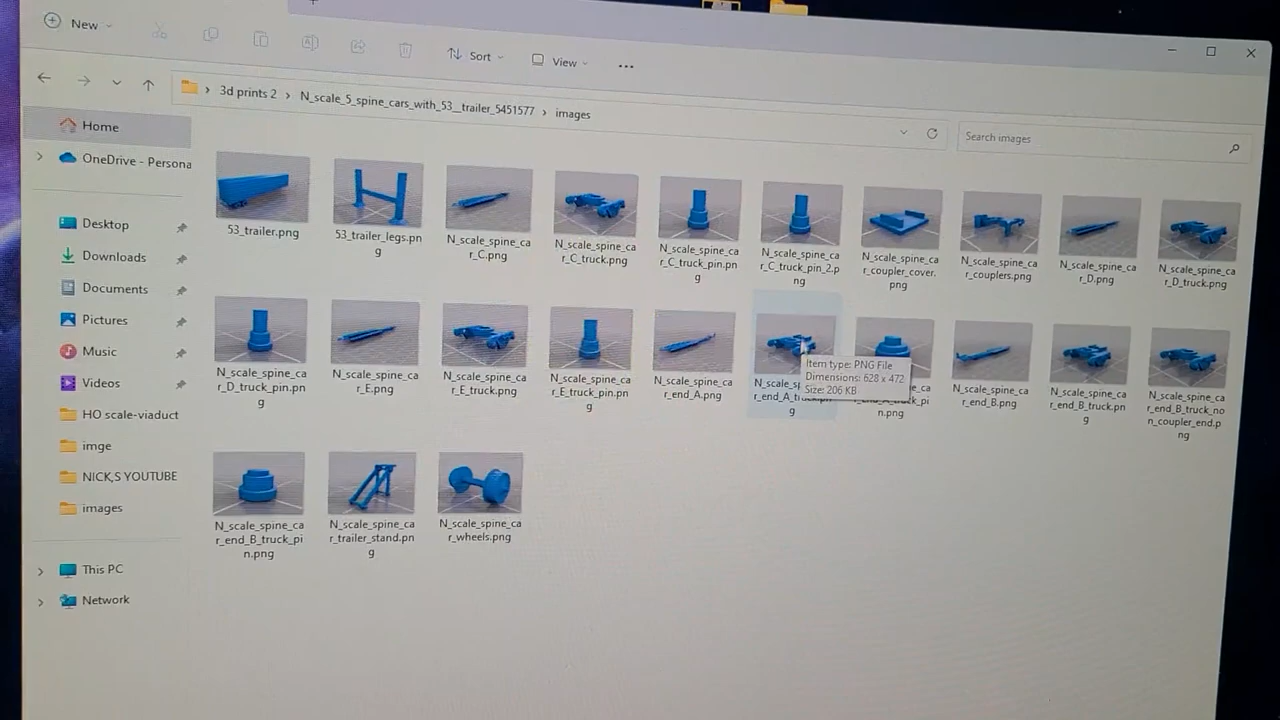 New
Sort
View
...
3d prints 2 > N_scale_5_spine_cars_with_53__trailer_5451577 > images
Search images
Home
OneDrive - Persona
Desktop
Downloads
Documents
Pictures
Music
Videos
HO scale-viaduct
imge
NICK,S YOUTUBE
images
This PC
Network
53_trailer.png
53_trailer_legs.pn
g
N_scale_spine_ca
r_C.png
N_scale_spine_ca
r_C_truck.png
N_scale_spine_ca
r_C_truck_pin.pn
g
N_scale_spine_ca
r_C_truck_pin_2.p
ng
N_scale_spine_ca
r_coupler_cover.
png
N_scale_spine_ca
r_couplers.png
N_scale_spine_ca
r_D.png
N_scale_spine_ca
r_D_truck.png
N_scale_spine_ca
r_D_truck_pin.pn
g
N_scale_spine_ca
r_E.png
N_scale_spine_ca
r_E_truck.png
N_scale_spine_ca
r_E_truck_pin.pn
g
N_scale_spine_ca
r_end_A.png
Item type: PNG File
Dimensions: 628 x 472
Size: 206 KB
pin.png
N_scale_spine_ca
r_end_B.png
N_scale_spine_ca
r_end_B_truck.pn
g
N_scale_spine_ca
r_end_B_truck_no
n_coupler_end.p
ng
N_scale_spine_ca
r_end_B_truck_pi
n.png
N_scale_spine_ca
r_trailer_stand.pn
g
N_scale_spine_ca
r_wheels.png